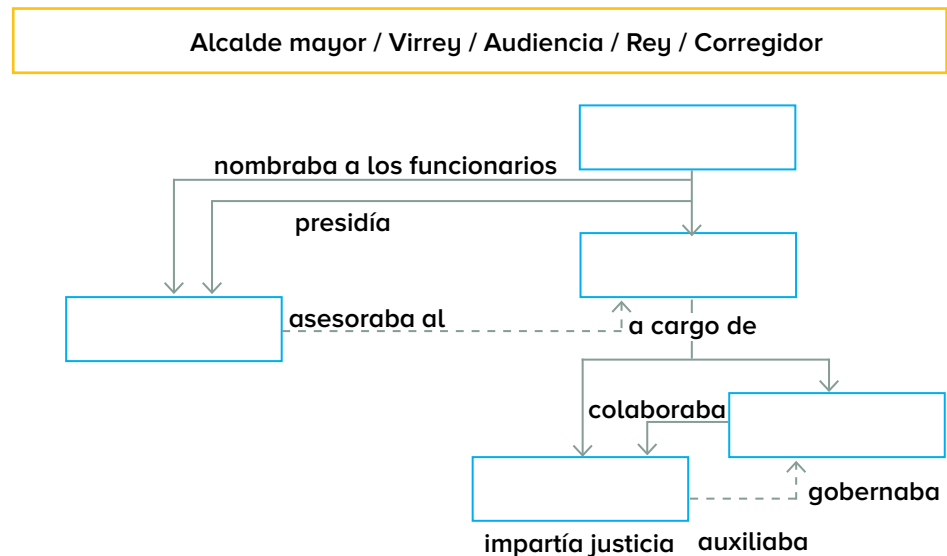 Alcalde mayor / Virrey / Audiencia / Rey / Corregidor
nombraba a los funcionarios
presidía
asesoraba al
a cargo de
colaboraba
gobernaba
impartía justicia
auxiliaba